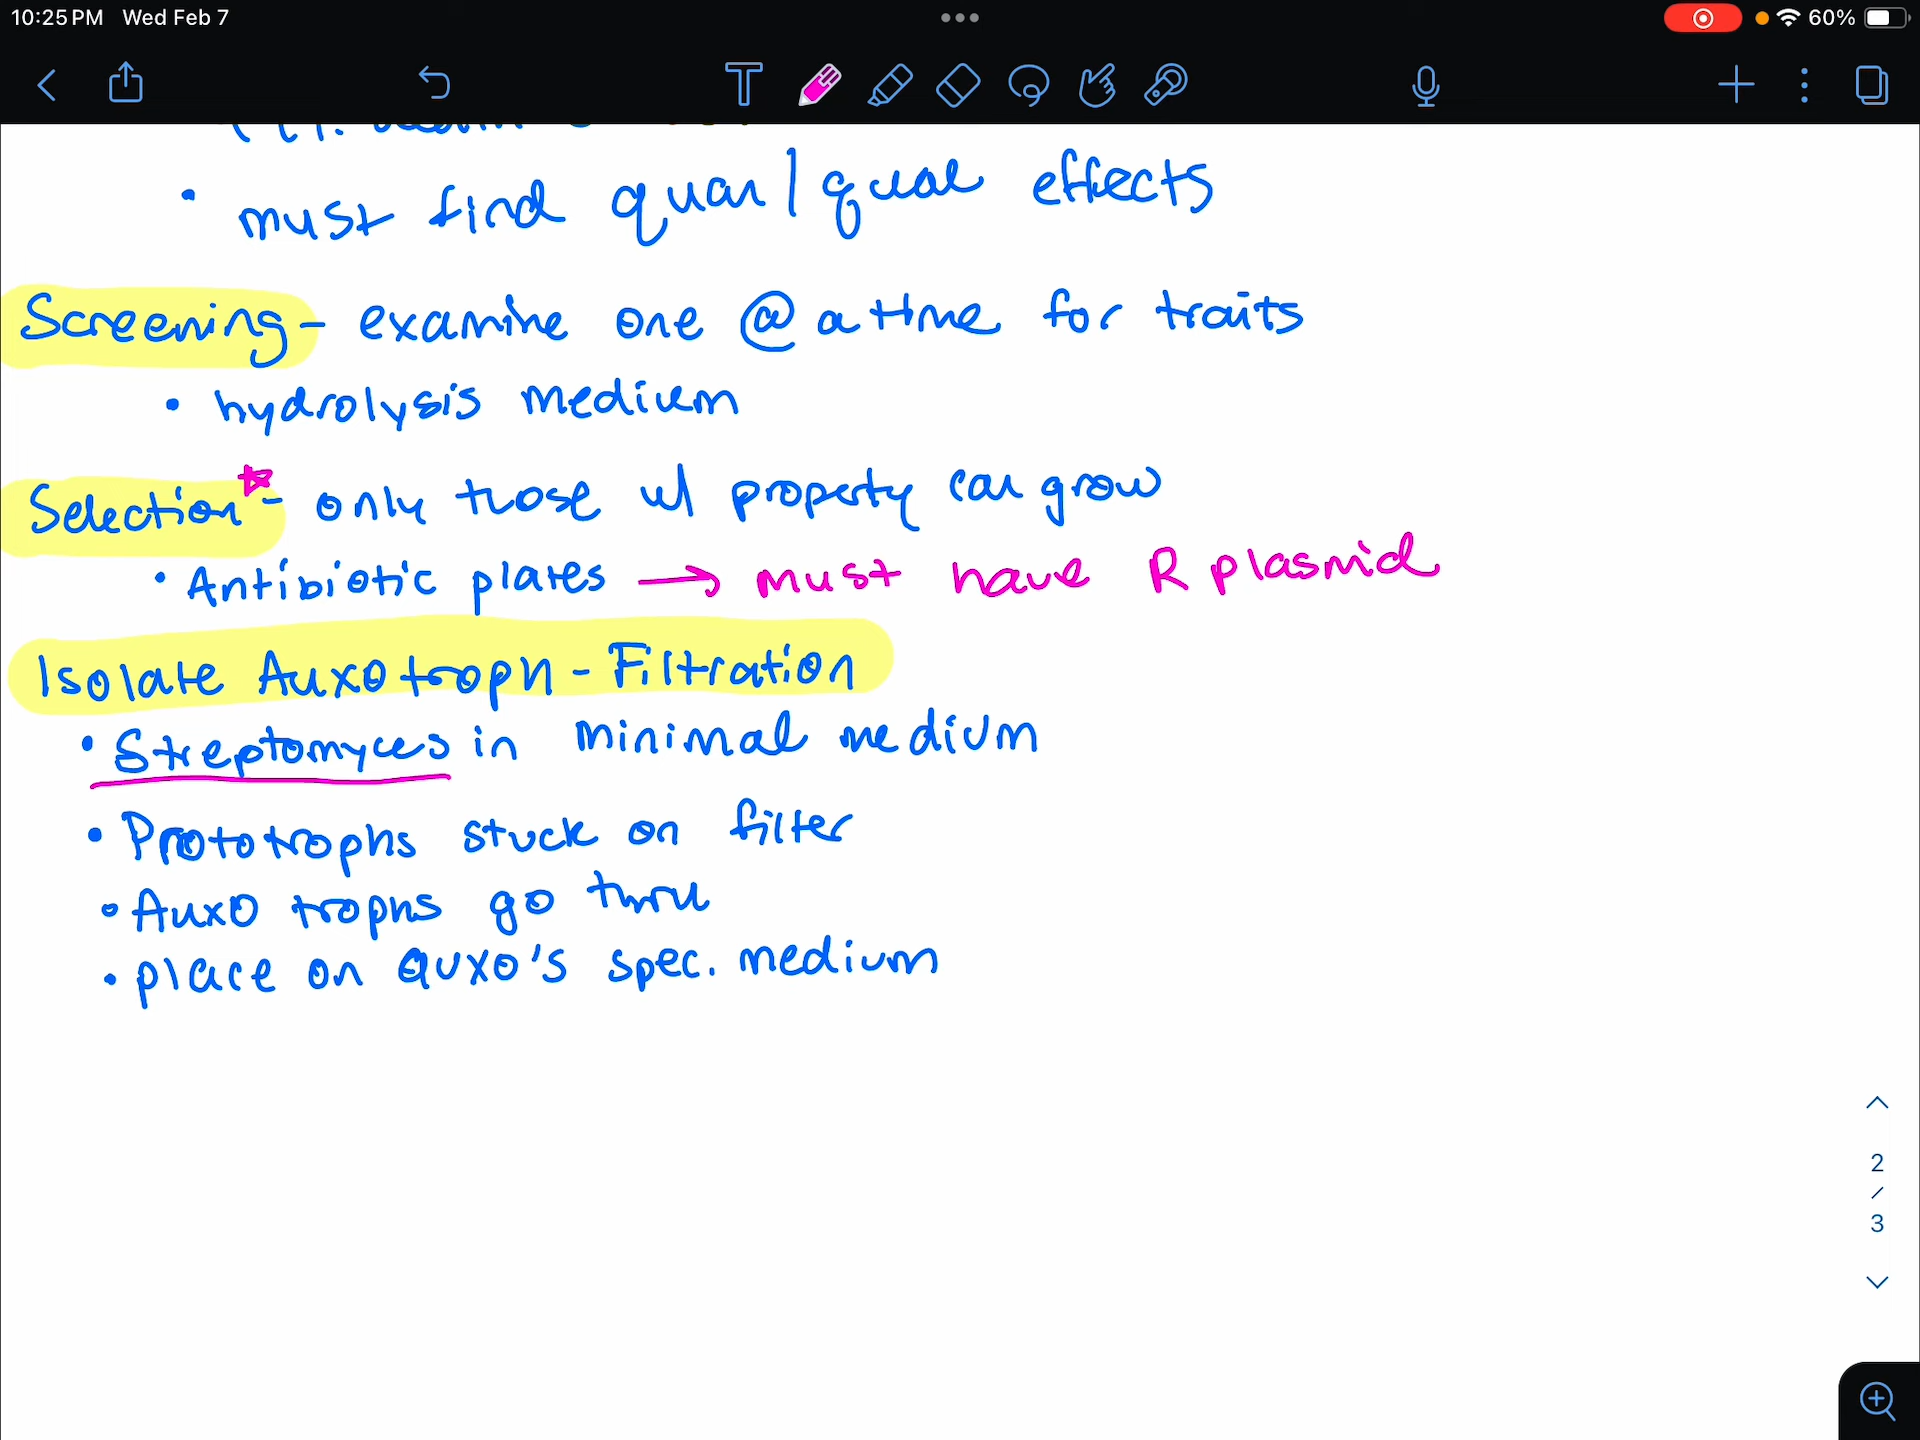 10:25 PM Wed Feb 7
60%
• must find quan/qual effects
Screening - examine one @ a time for traits
• hydrolysis medium
Selection* - only those w/ property can grow
• Antibiotic plates → must have R plasmid
Isolate Auxotroph - Filtration
• Streptomyces in minimal medium
• Prototrophs stuck on filter
• Auxotrophs go thru
• place on auxo's spec. medium
2
/
3